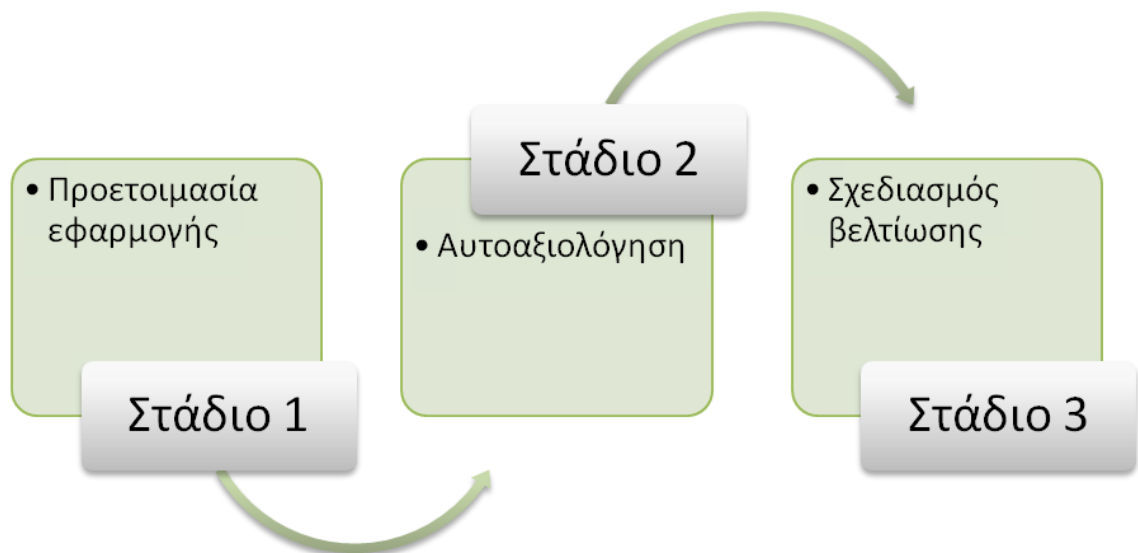 • Προετοιμασία
εφαρμογής
Στάδιο 1
Στάδιο 2
• Αυτοαξιολόγηση
• Σχεδιασμός
βελτίωσης
Στάδιο 3